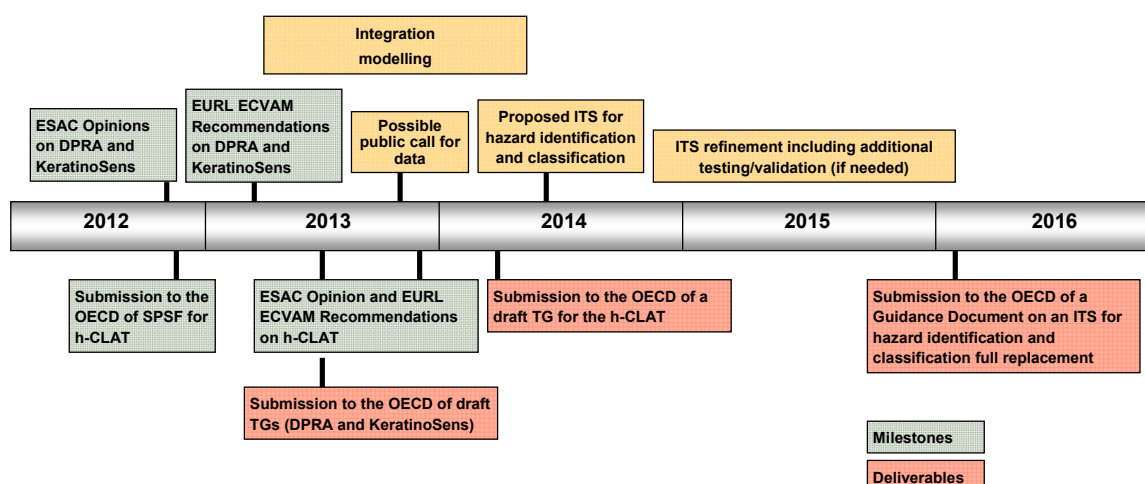 Integration
modelling
ESAC Opinions
on DPRA and
KeratinoSens
EURL ECVAM
Recommendations
on DPRA and
KeratinoSens
Possible
public call for
data
Proposed ITS for
hazard identification
and classification
ITS refinement including additional
testing/validation (if needed)
2012
2013
2014
2015
2016
Submission to the
OECD of SPSF for
h-CLAT
ESAC Opinion and EURL
ECVAM Recommendations
on h-CLAT
Submission to the OECD of a
draft TG for the h-CLAT
Submission to the OECD of a
Guidance Document on an ITS for
hazard identification and
classification full replacement
Submission to the OECD of draft
TGs (DPRA and KeratinoSens)
Milestones
Deliverables